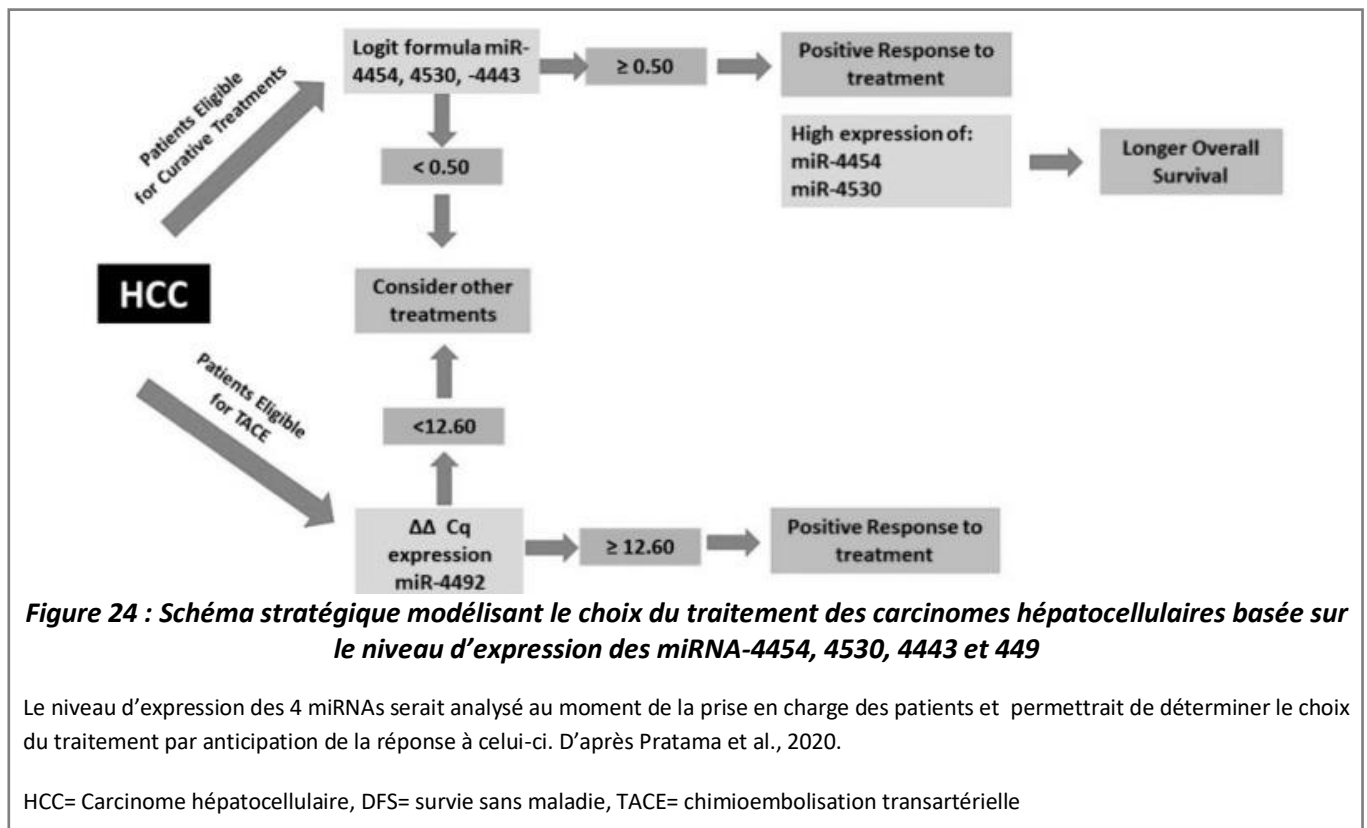 Logit formula miR-
4454, 4530, -4443
≥ 0.50
Positive Response to
treatment
Patients Eligible
for Curative Treatments
< 0.50
High expression of:
miR-4454
miR-4530
Longer Overall
Survival
HCC
Consider other
treatments
Patients Eligible
for TACE
<12.60
ΔΔ Cq
expression
miR-4492
≥ 12.60
Positive Response to
treatment
Figure 24 : Schéma stratégique modélisant le choix du traitement des carcinomes hépatocellulaires basée sur
le niveau d’expression des miRNA-4454, 4530, 4443 et 449
Le niveau d’expression des 4 miRNAs serait analysé au moment de la prise en charge des patients et permettrait de déterminer le choix
du traitement par anticipation de la réponse à celui-ci. D’après Pratama et al., 2020.
HCC= Carcinome hépatocellulaire, DFS= survie sans maladie, TACE= chimioembolisation transartérielle